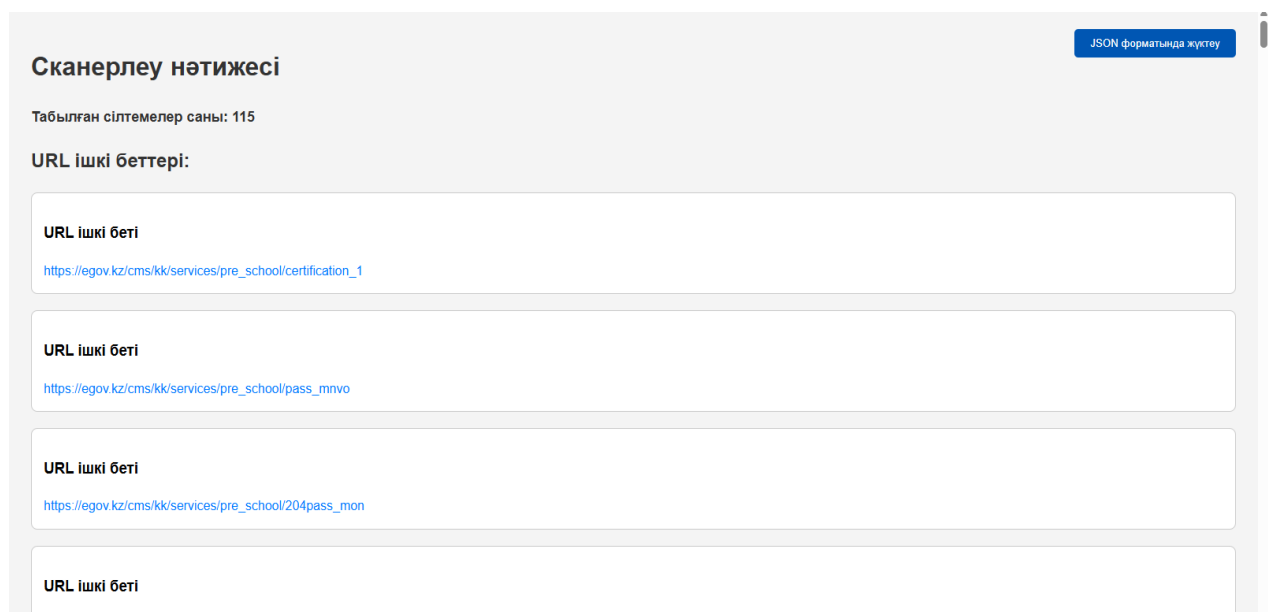 JSON форматында жүктеу
Сканерлеу нәтижесі
Табылған сілтемелер саны: 115
URL ішкі беттері:
URL ішкі беті
https://egov.kz/cms/kk/services/pre_school/certification_1
URL ішкі беті
https://egov.kz/cms/kk/services/pre_school/pass_mnvo
URL ішкі беті
https://egov.kz/cms/kk/services/pre_school/204pass_mon
URL ішкі беті